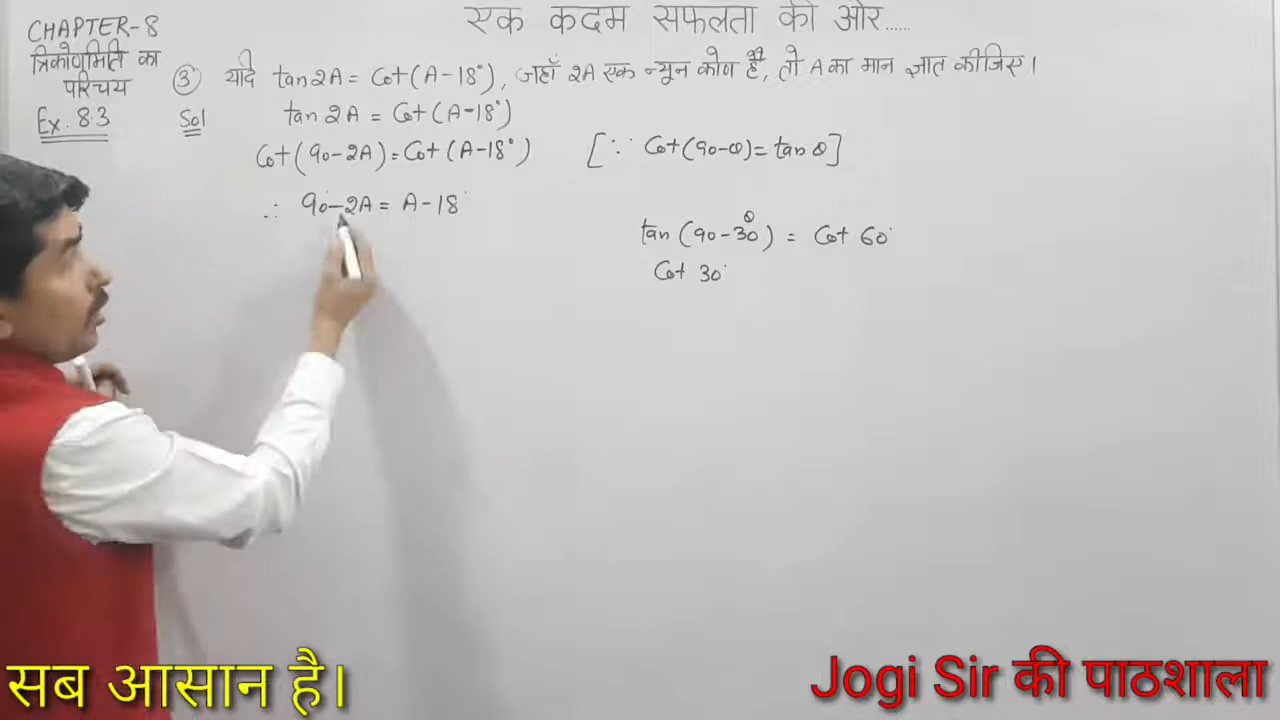 एक कदम सफलता की ओर......
CHAPTER-8
त्रिकोणमिति का
परिचय
Ex. 8.3
③ यदि tan2A = Cot(A-18°), जहाँ 2A एक न्यून कोण है, तो A का मान ज्ञात कीजिए।
Sol
tan 2A = Cot(A-18°)
Cot(90-2A) = Cot(A-18°) [∵ Cot(90-θ) = tan θ]
∴ 90°-2A = A-18°
tan (90-30) = Cot 60°
θ
Cot 30°
सब आसान है।
Jogi Sir की पाठशाला